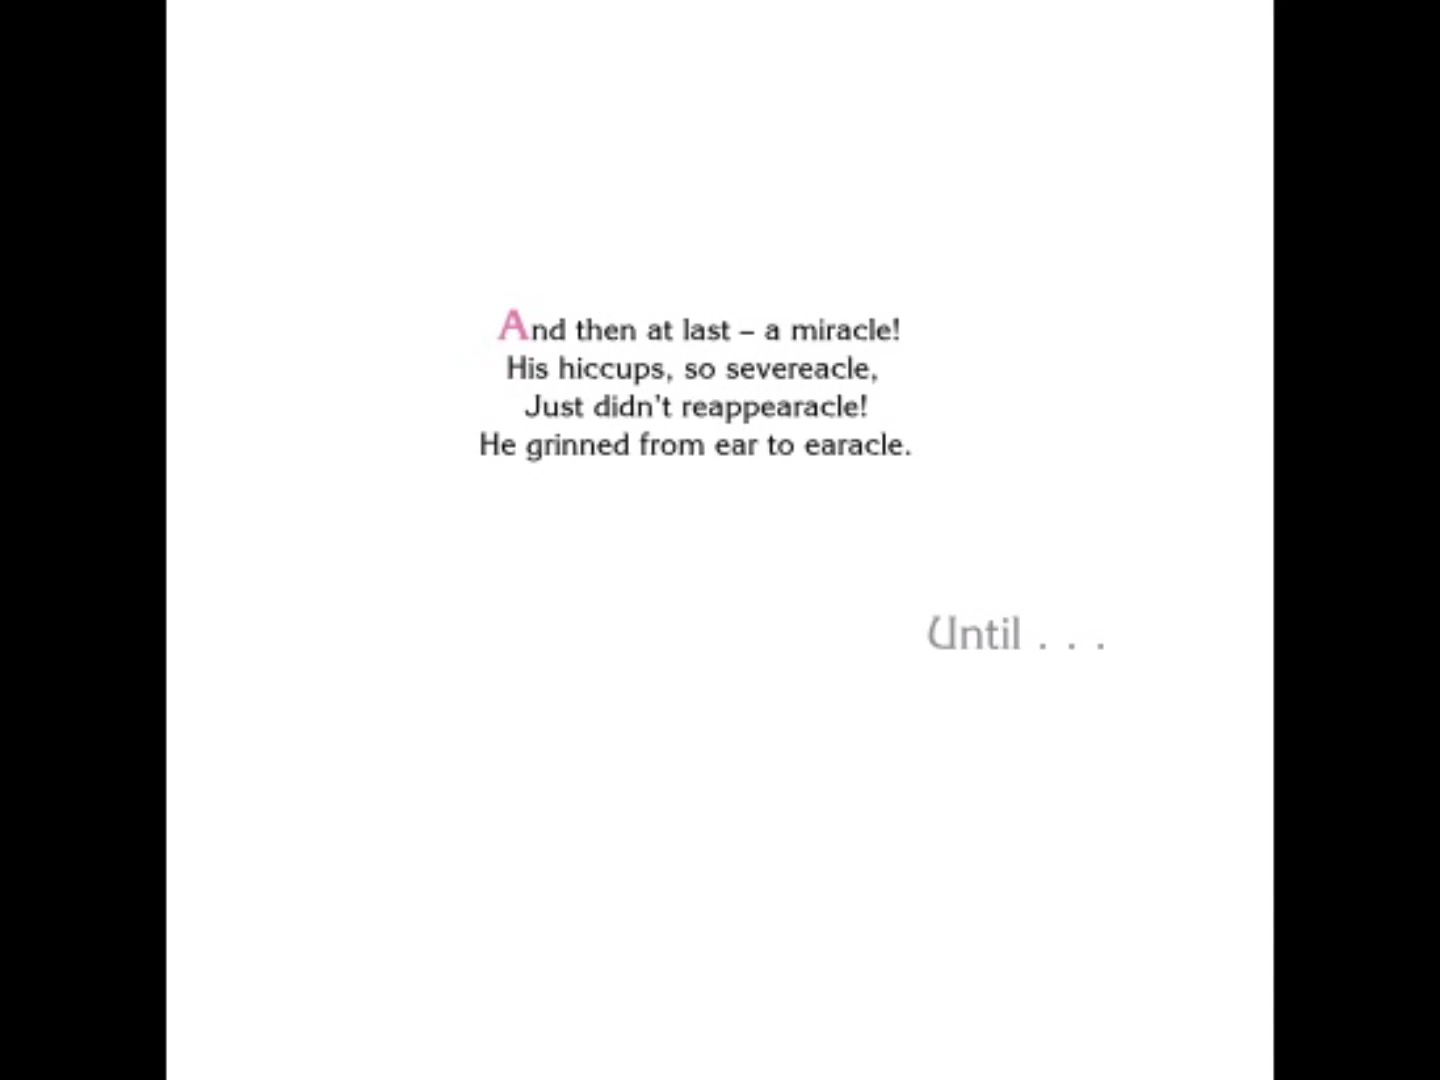 And then at last – a miracle!
His hiccups, so severeacle,
Just didn't reappearacle!
He grinned from ear to earacle.
Until . . .